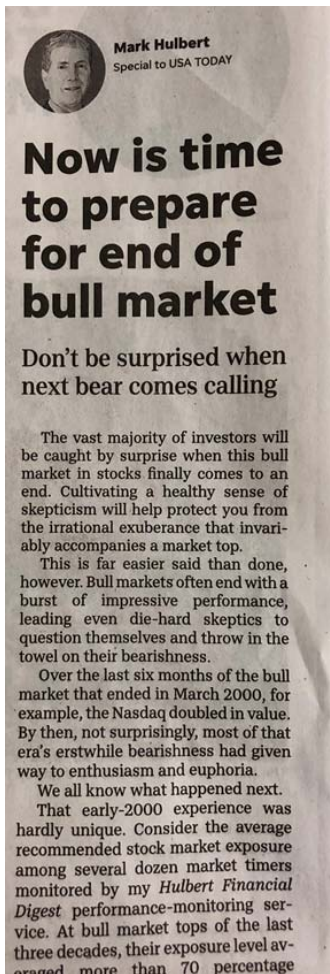 Mark Hulbert
Special to USA TODAY
Now is time
to prepare
for end of
bull market
Don't be surprised when
next bear comes calling
The vast majority of investors will
be caught by surprise when this bull
market in stocks finally comes to an
end. Cultivating a healthy sense of
skepticism will help protect you from
the irrational exuberance that invari-
ably accompanies a market top.
This is far easier said than done,
however. Bull markets often end with a
burst of impressive performance,
leading even die-hard skeptics to
question themselves and throw in the
towel on their bearishness.
Over the last six months of the bull
market that ended in March 2000, for
example, the Nasdaq doubled in value.
By then, not surprisingly, most of that
era's erstwhile bearishness had given
way to enthusiasm and euphoria.
We all know what happened next.
That early-2000 experience was
hardly unique. Consider the average
recommended stock market exposure
among several dozen market timers
monitored by my Hulbert Financial
Digest performance-monitoring ser-
vice. At bull market tops of the last
three decades, their exposure level av-
eraged more than 70 percentage